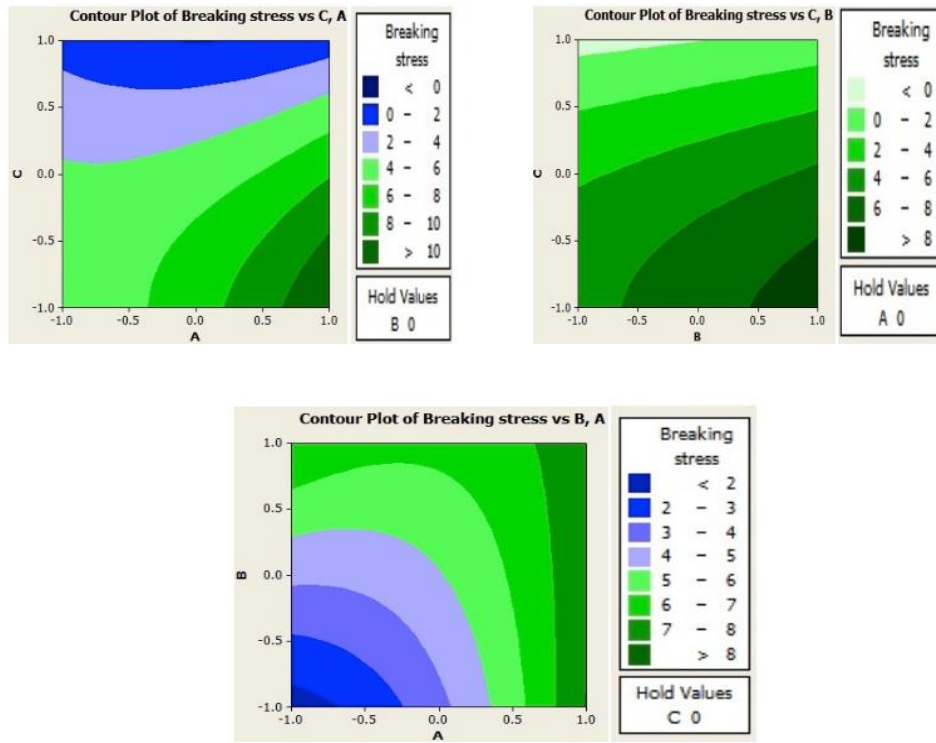 Contour Plot of Breaking stress vs C, A
1.0
0.5
0.0
-0.5
-1.0
C
-1.0 -0.5 0.0 0.5 1.0
A
Breaking
stress
< 0
0 – 2
2 – 4
4 – 6
6 – 8
8 – 10
> 10
Hold Values
B 0
Contour Plot of Breaking stress vs C, B
1.0
0.5
0.0
-0.5
-1.0
C
-1.0 -0.5 0.0 0.5 1.0
B
Breaking
stress
< 0
0 – 2
2 – 4
4 – 6
6 – 8
> 8
Hold Values
A 0
Contour Plot of Breaking stress vs B, A
1.0
0.5
0.0
-0.5
-1.0
B
-1.0 -0.5 0.0 0.5 1.0
A
Breaking
stress
< 2
2 – 3
3 – 4
4 – 5
5 – 6
6 – 7
7 – 8
> 8
Hold Values
C 0